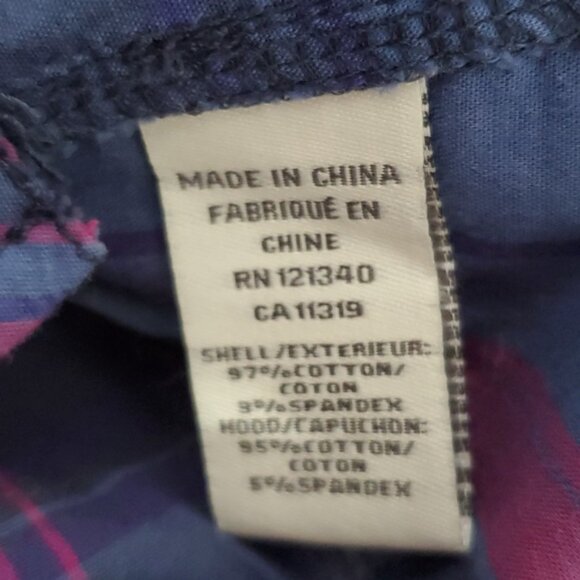 MADE IN CHINA
FABRIQUÉ EN
CHINE
RN 121340
CA 11319
SHELL/EXTERIEUR:
97%COTTON/
COTON
3%SPANDEX
HOOD/CAPUCHON:
95%COTTON/
COTON
5%SPANDEX